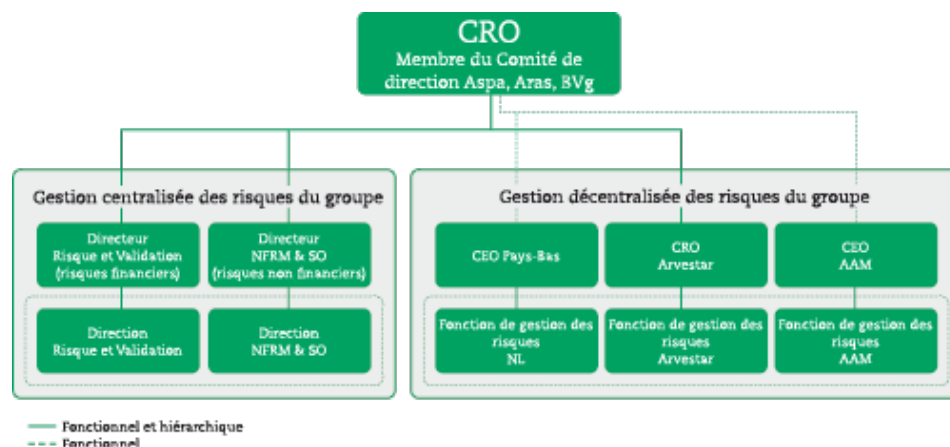 CRO
Membre du Comité de
direction Aspa, Aras, BVg
Gestion centralisée des risques du groupe
Gestion décentralisée des risques du groupe
Directeur
Risque et Validation
(risques financiers)
Directeur
NFRM & SO
(risques non financiers)
CEO Pays-Bas
CRO
Arvestar
CEO
AAM
Direction
Risque et Validation
Direction
NFRM & SO
Fonction de gestion des
risques
NL
Fonction de gestion des
risques
Arvestar
Fonction de gestion des
risques
AAM
Fonctionnel et hiérarchique
Fonctionnel